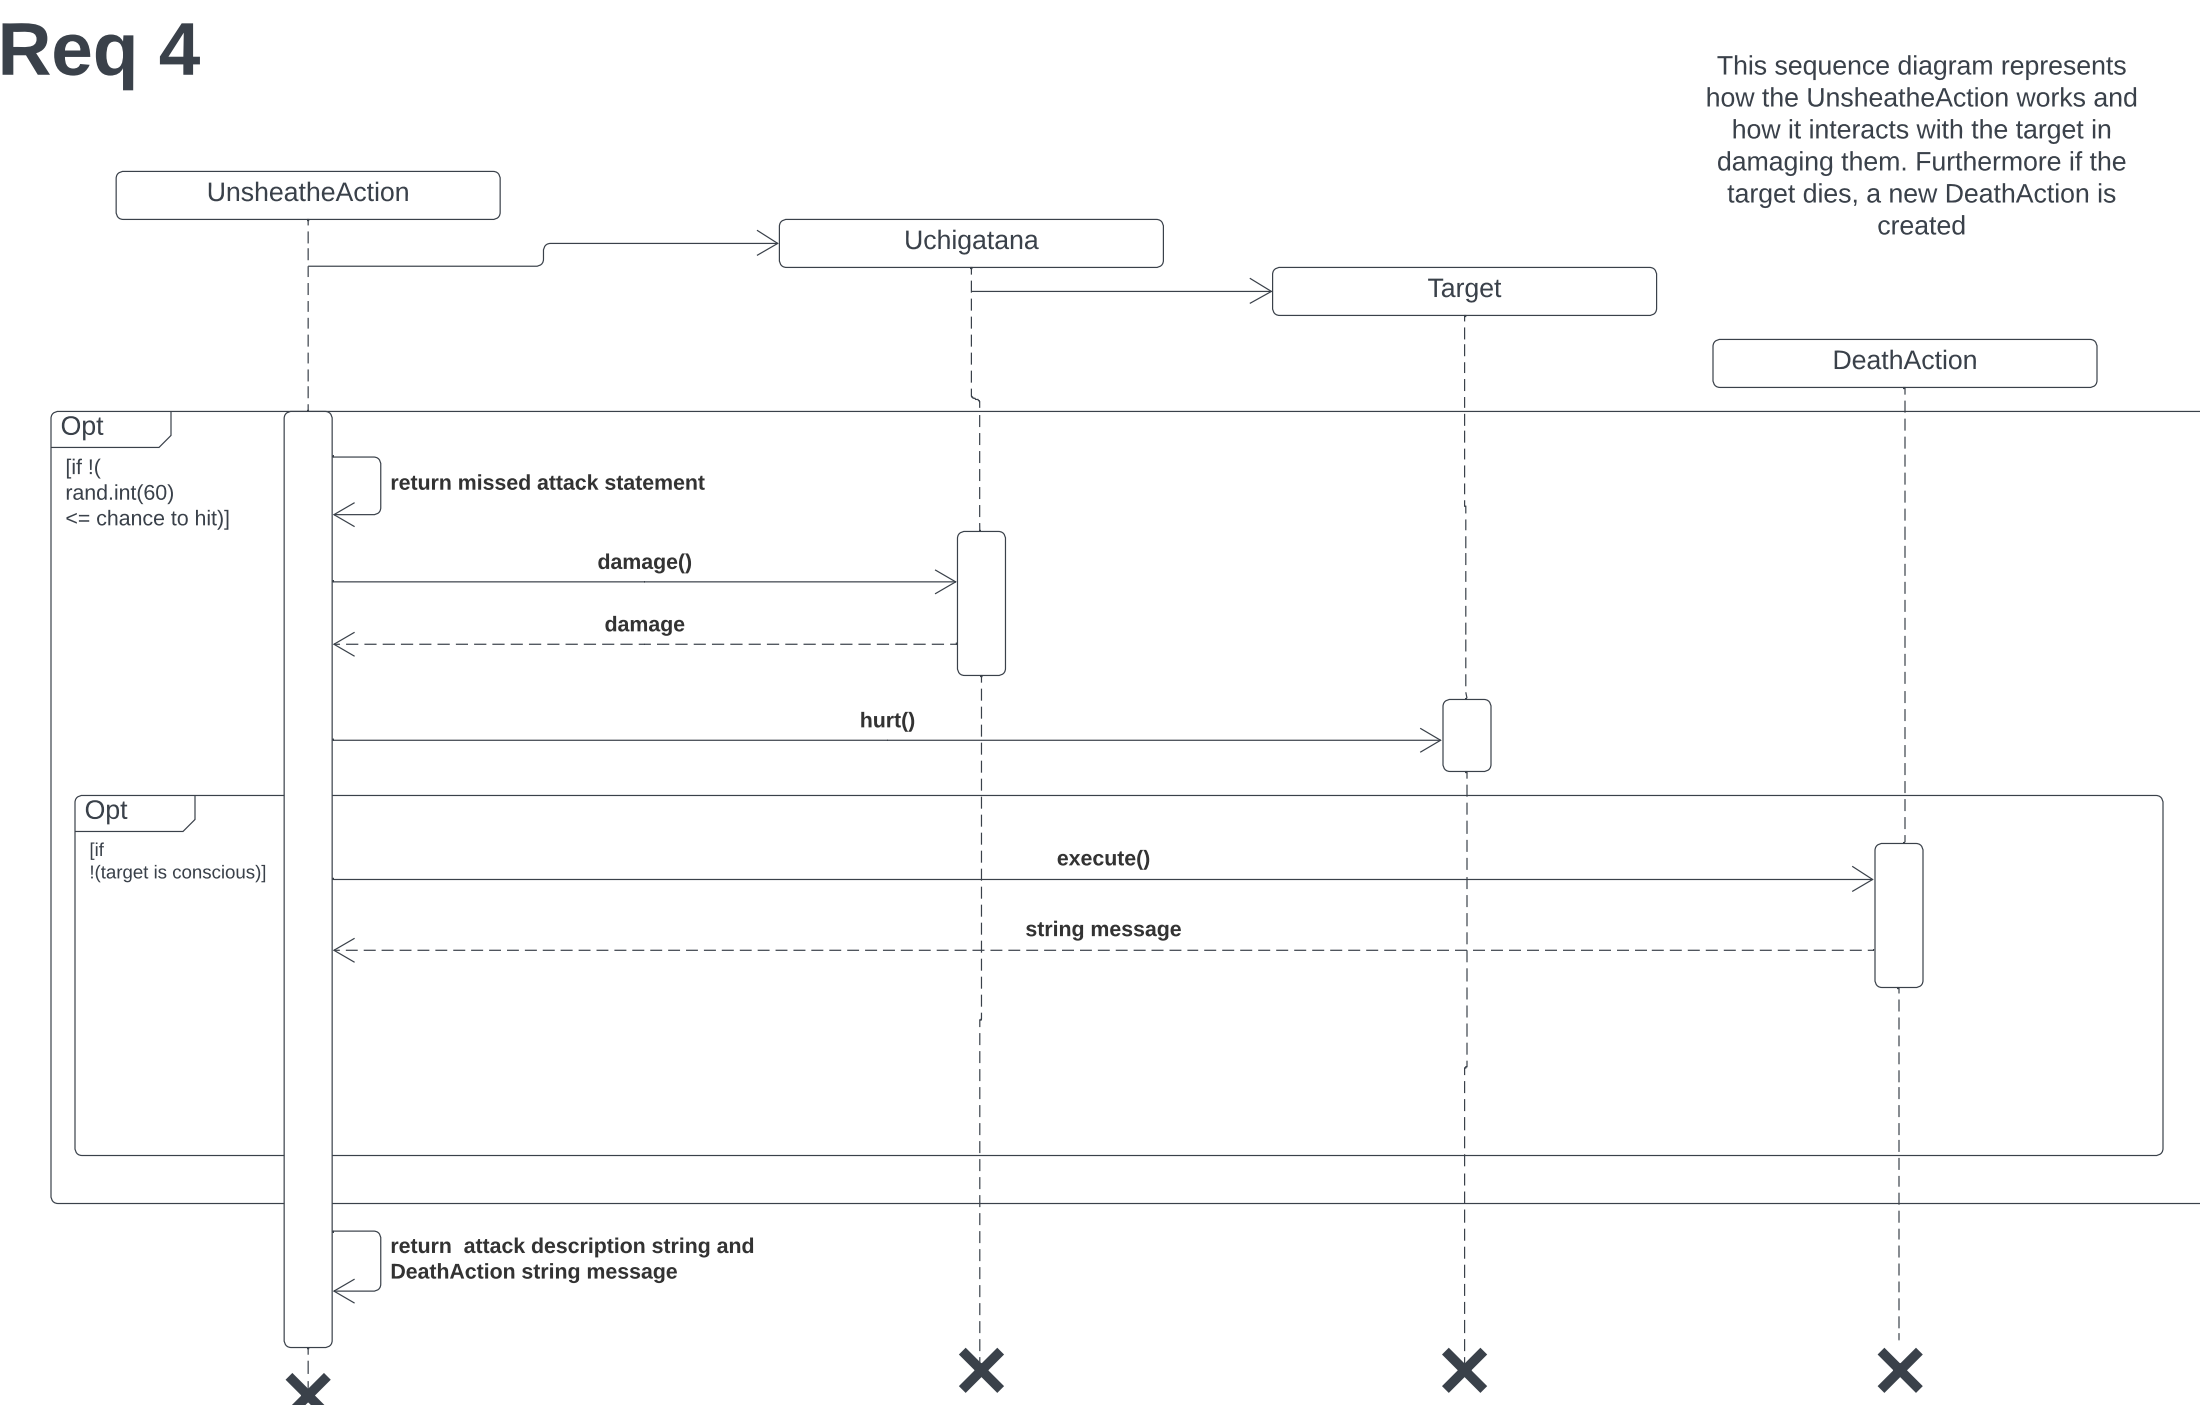 Req 4
This sequence diagram represents
how the UnsheatheAction works and
how it interacts with the target in
damaging them. Furthermore if the
target dies, a new DeathAction is
created
UnsheatheAction
Uchigatana
Target
DeathAction
Opt
[if !(
rand.int(60)
<= chance to hit)]
return missed attack statement
damage()
damage
hurt()
Opt
[if
!(target is conscious)]
execute()
string message
return  attack description string and
DeathAction string message